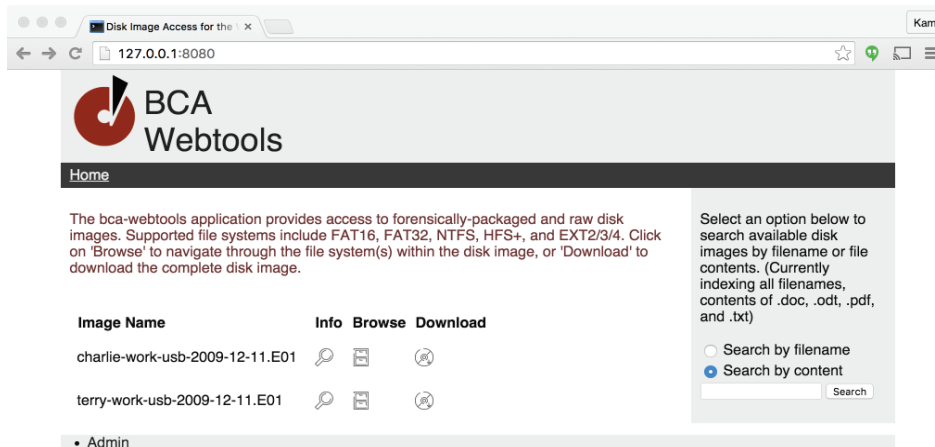 Disk Image Access for the
Kam
127.0.0.1:8080
BCA
Webtools
Home
The bca-webtools application provides access to forensically-packaged and raw disk
images. Supported file systems include FAT16, FAT32, NTFS, HFS+, and EXT2/3/4. Click
on 'Browse' to navigate through the file system(s) within the disk image, or 'Download' to
download the complete disk image.
Image Name Info Browse Download
charlie-work-usb-2009-12-11.E01
terry-work-usb-2009-12-11.E01
Select an option below to
search available disk
images by filename or file
contents. (Currently
indexing all filenames,
contents of .doc, .odt, .pdf,
and .txt)
Search by filename
Search by content
Search
• Admin